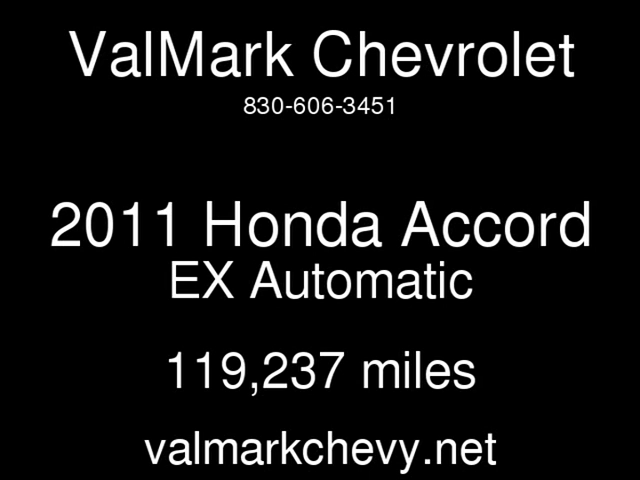 ValMark Chevrolet
830-606-3451
2011 Honda Accord
EX Automatic
119,237 miles
valmarkchevy.net